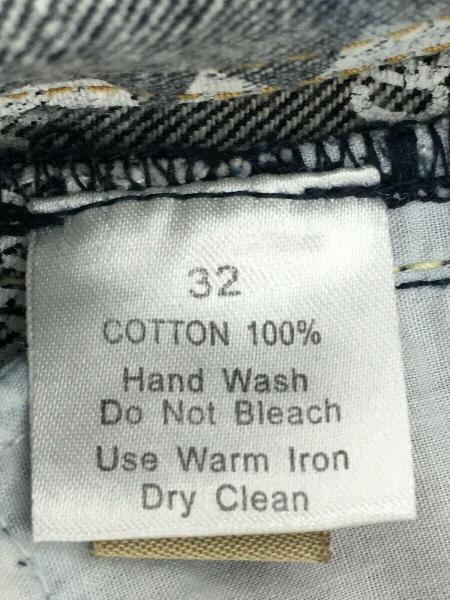 32
COTTON 100%
Hand Wash
Do Not Bleach
Use Warm Iron
Dry Clean